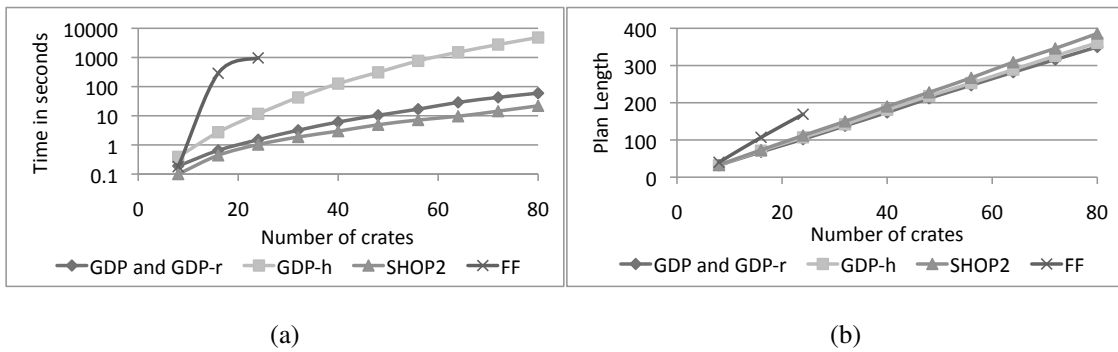 10000
1000
100
10
1
0.1
Time in seconds
0 20 40 60 80
Number of crates
GDP and GDP-r GDP-h SHOP2 FF
(a)
400
300
200
100
0
Plan Length
0 20 40 60 80
Number of crates
GDP and GDP-r GDP-h SHOP2 FF
(b)